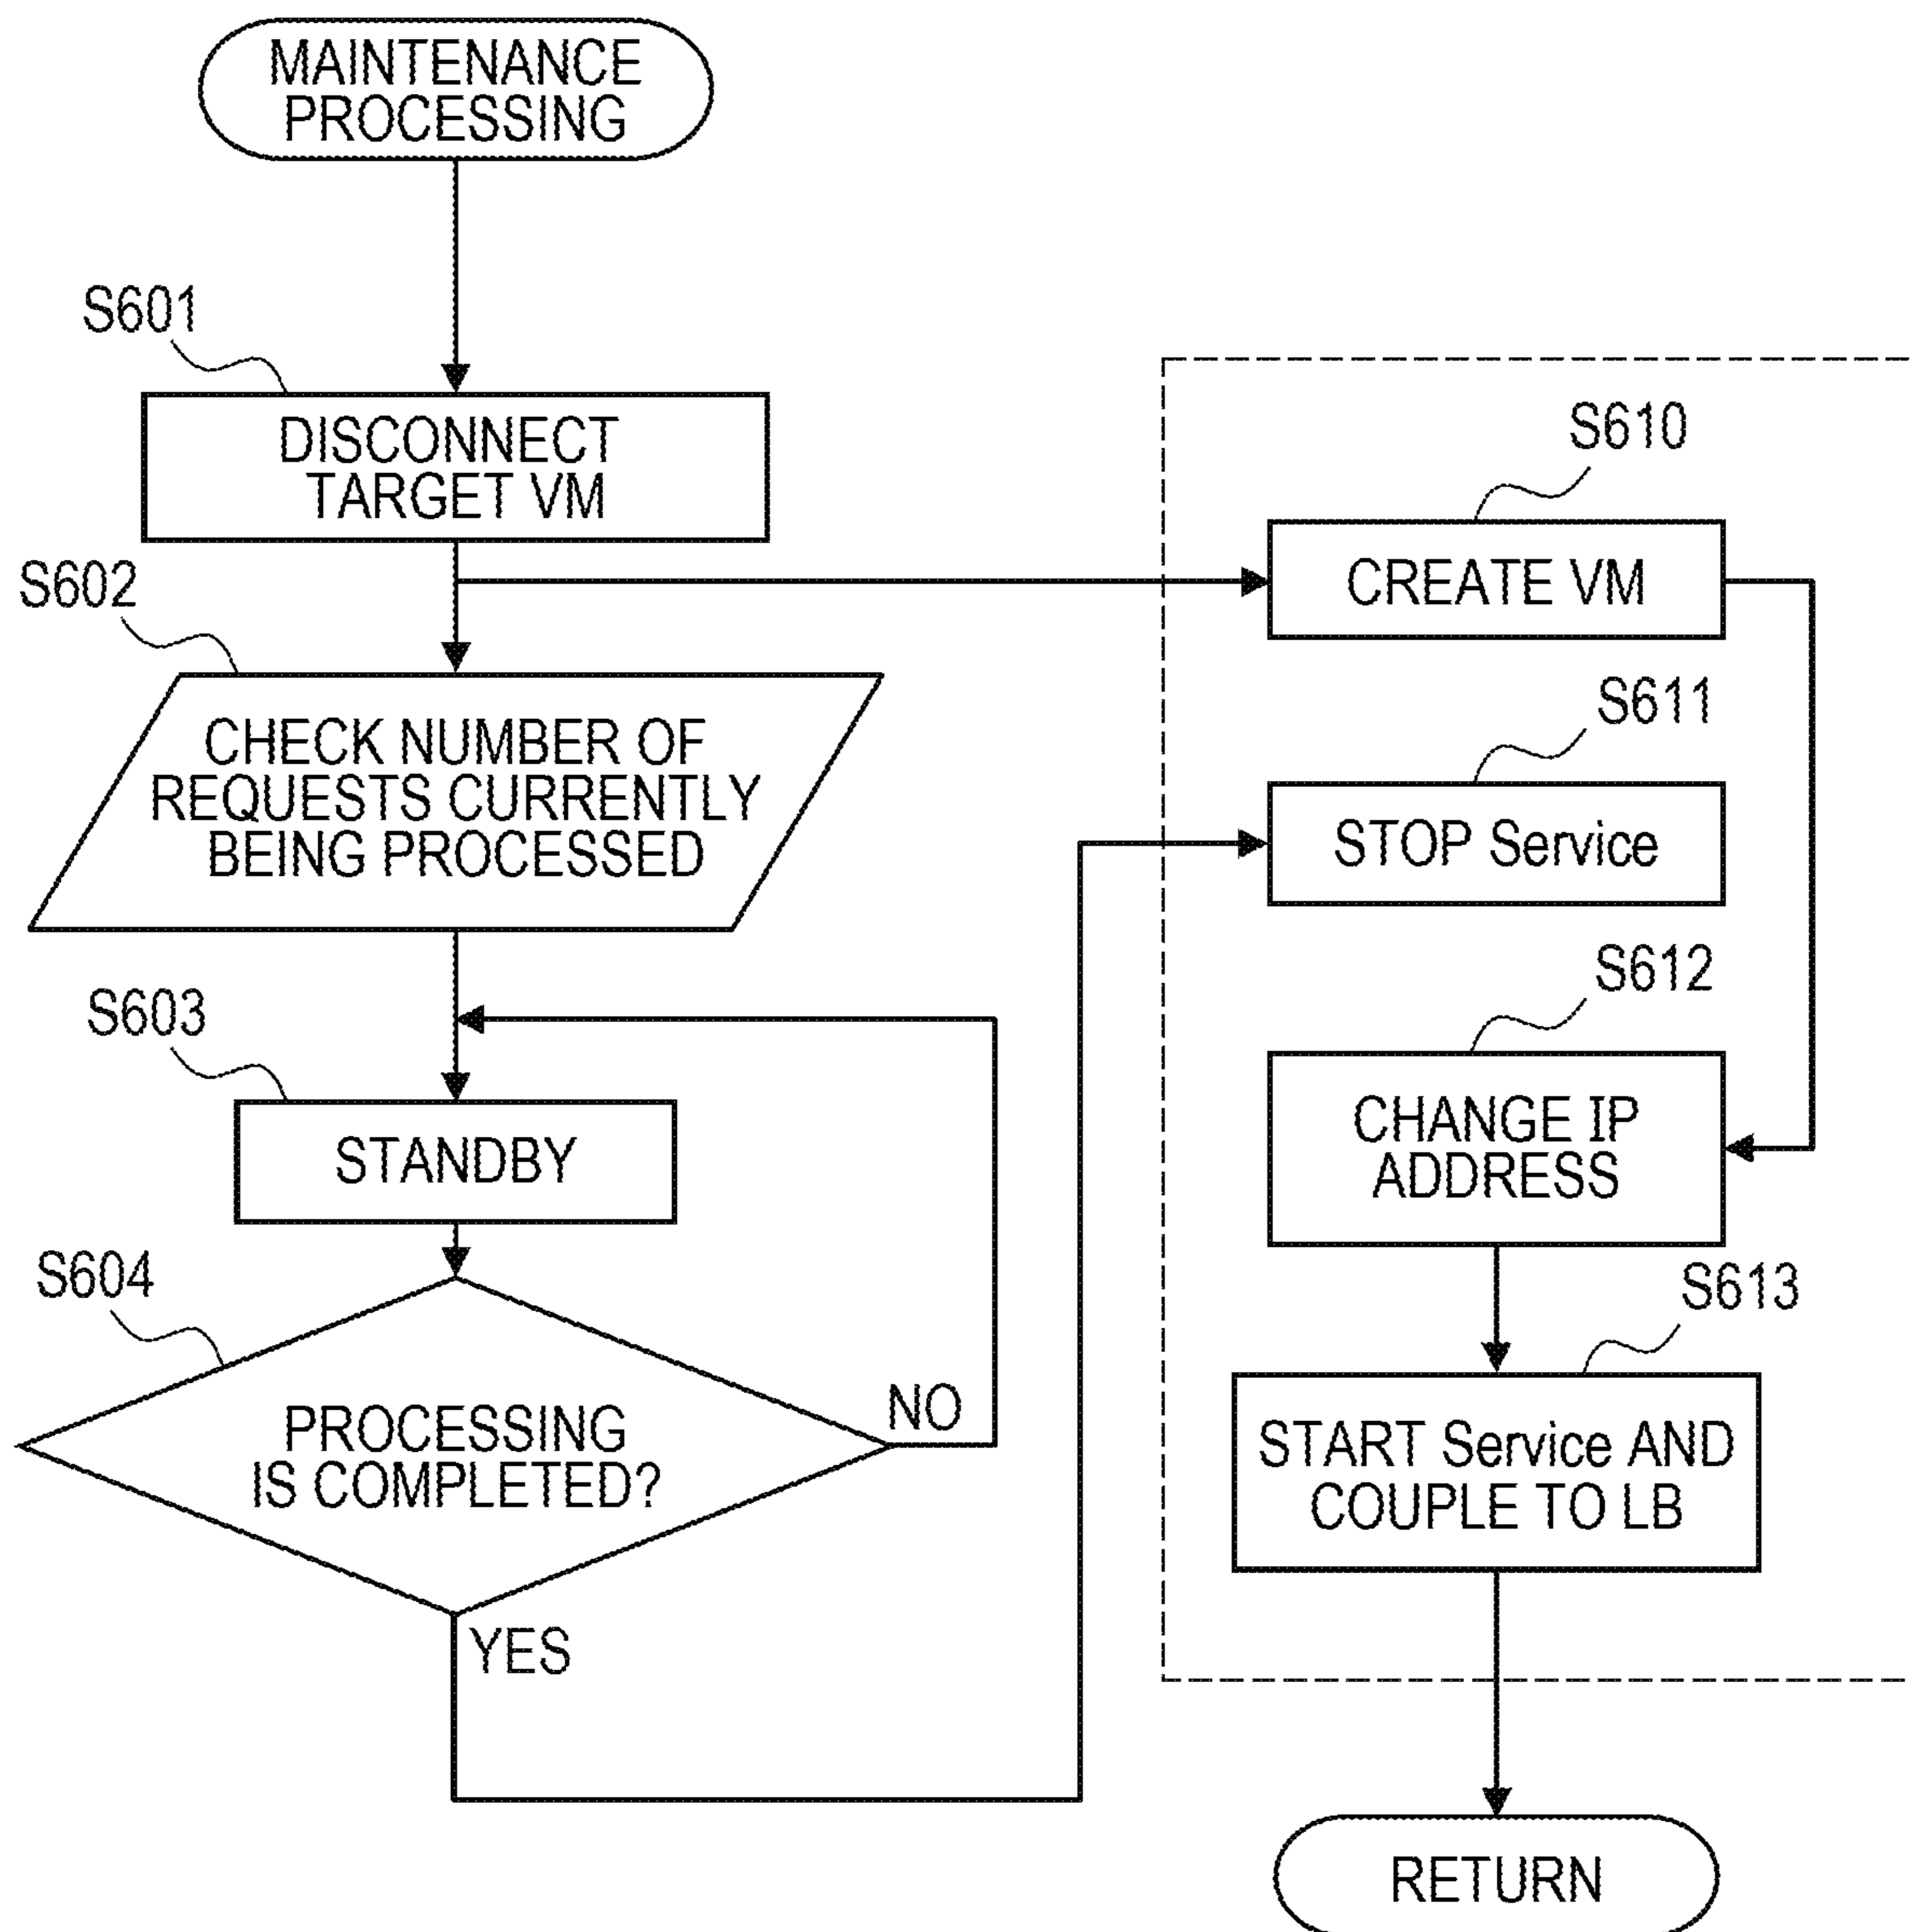 MAINTENANCE
PROCESSING
S601
DISCONNECT
TARGET VM
S602
CHECK NUMBER OF
REQUESTS CURRENTLY
BEING PROCESSED
S603
STANDBY
S604
PROCESSING
IS COMPLETED?
NO
YES
S610
CREATE VM
S611
STOP Service
S612
CHANGE IP
ADDRESS
S613
START Service AND
COUPLE TO LB
RETURN